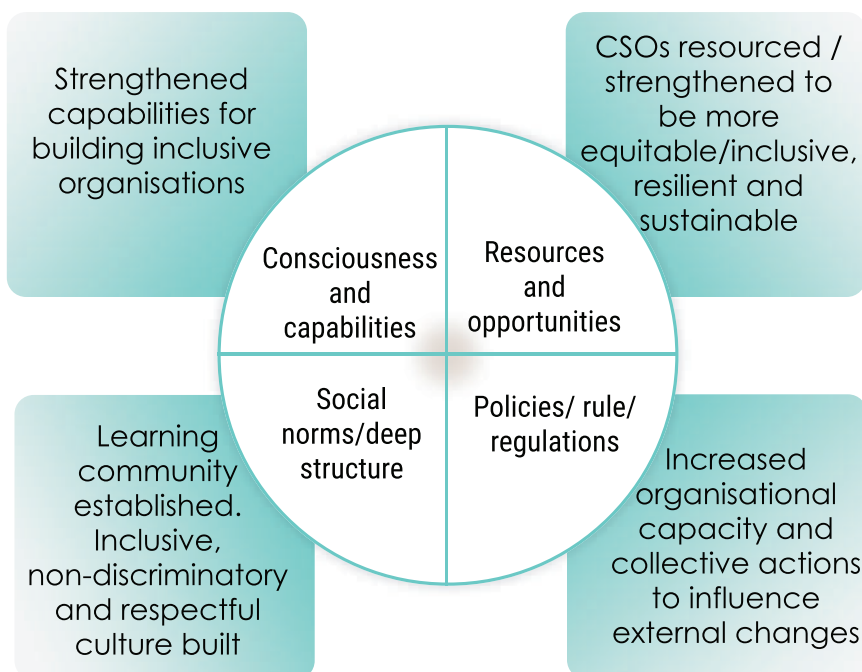 Strengthened
capabilities for
building inclusive
organisations
CSOs resourced /
strengthened to
be more
equitable/inclusive,
resilient and
sustainable
Consciousness
and
capabilities
Resources
and
opportunities
Social
norms/deep
structure
Policies/ rule/
regulations
Learning
community
established.
Inclusive,
non-discriminatory
and respectful
culture built
Increased
organisational
capacity and
collective actions
to influence
external changes